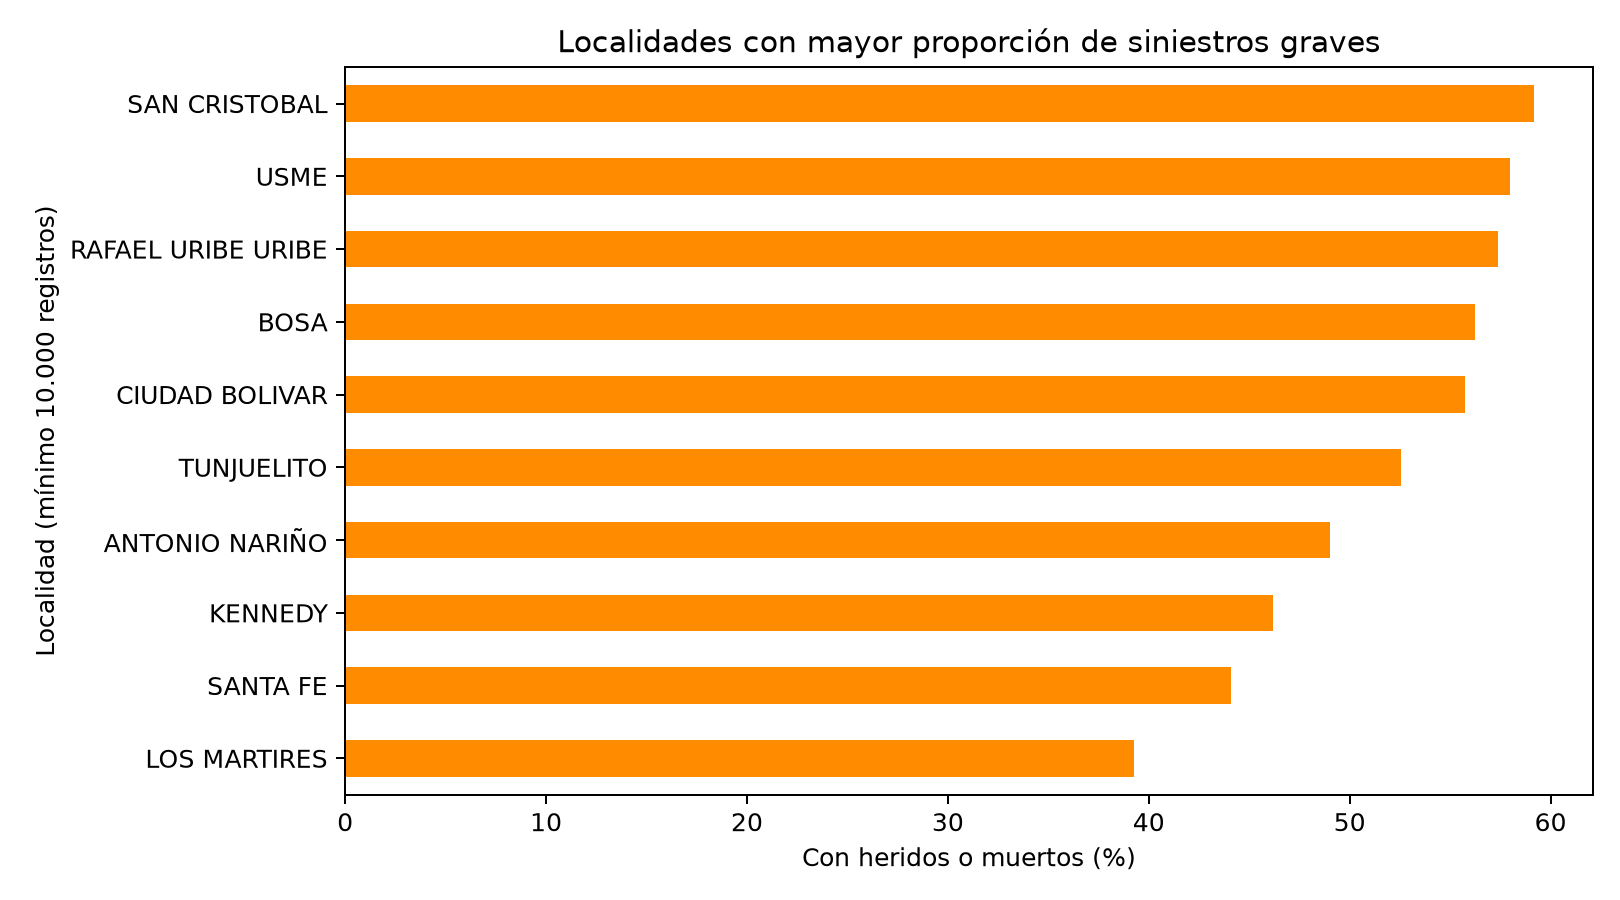 Localidades con mayor proporción de siniestros graves
Localidad (mínimo 10.000 registros)
SAN CRISTOBAL
USME
RAFAEL URIBE URIBE
BOSA
CIUDAD BOLIVAR
TUNJUELITO
ANTONIO NARIÑO
KENNEDY
SANTA FE
LOS MARTIRES
0 10 20 30 40 50 60
Con heridos o muertos (%)